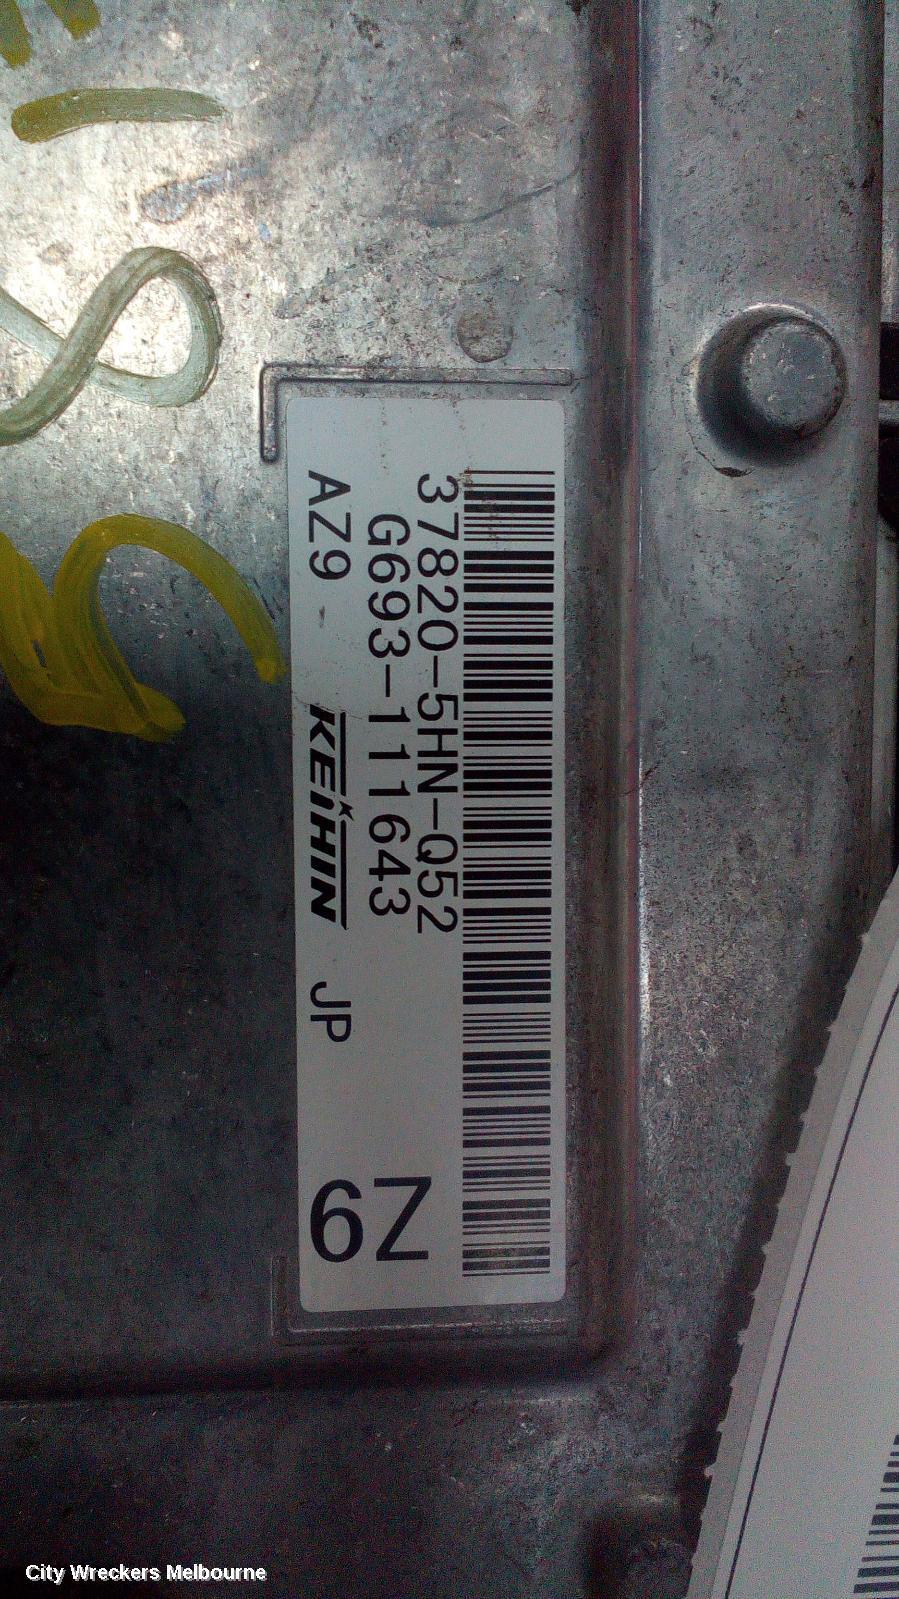 37820-5HN-Q52
G693-111643
AZ9 KEIHIN JP
6Z
City Wreckers Melbourne